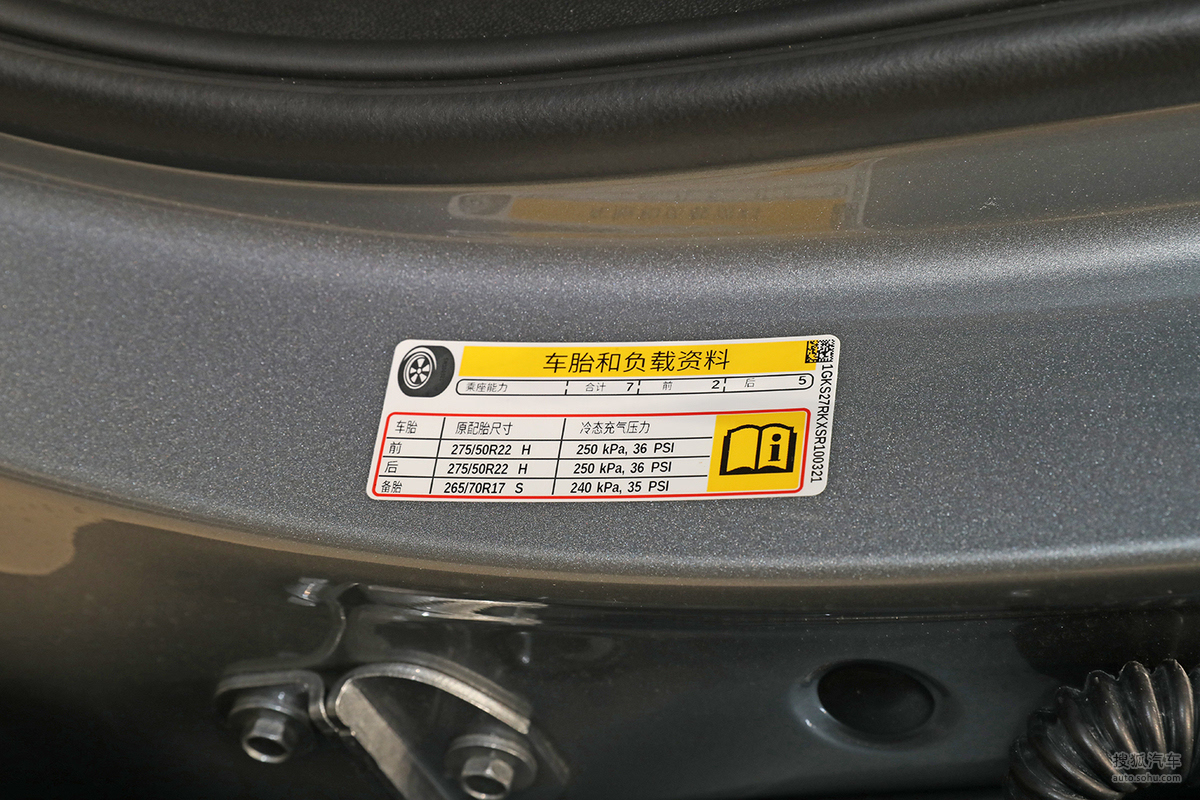 车胎和负载资料
乘座能力 合计 7 前 2 后 5
车胎 原配胎尺寸 冷态充气压力
前 275/50R22 H 250 kPa, 36 PSI
后 275/50R22 H 250 kPa, 36 PSI
备胎 265/70R17 S 240 kPa, 35 PSI
1GKS27RKXSR100321
搜狐汽车
auto.sohu.com